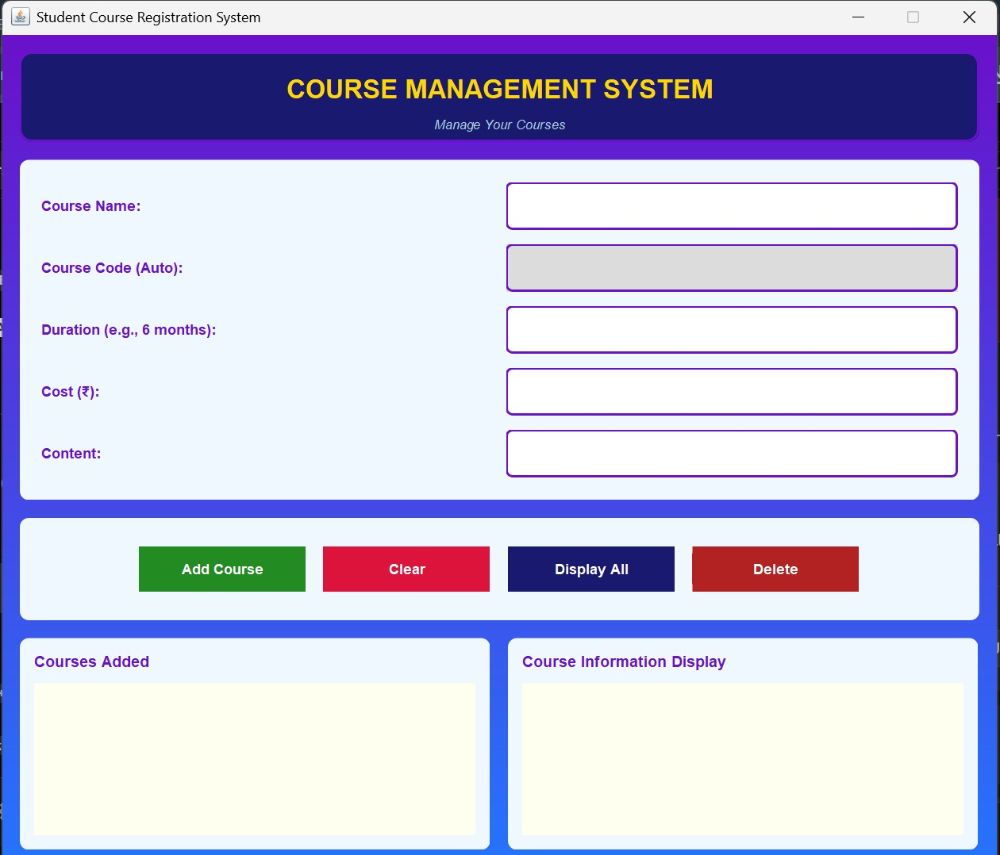 Student Course Registration System
COURSE MANAGEMENT SYSTEM
Manage Your Courses
Course Name:
Course Code (Auto):
Duration (e.g., 6 months):
Cost (₹):
Content:
Add Course
Clear
Display All
Delete
Courses Added
Course Information Display